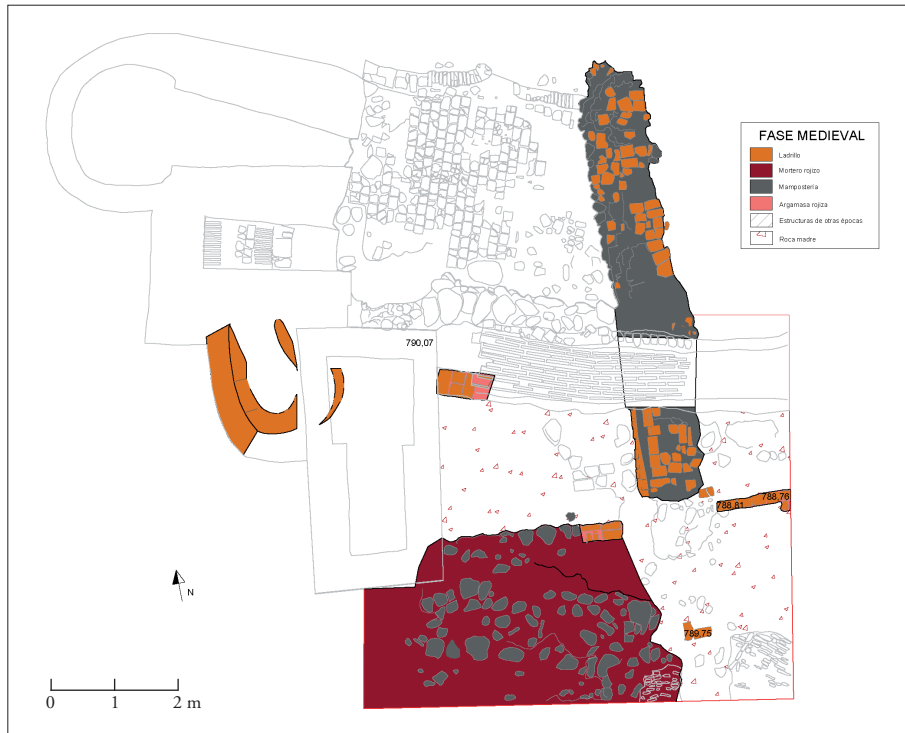 FASE MEDIEVAL
Ladrillo
Mortero rojizo
Mampostería
Argamasa rojiza
Estructuras de otras épocas
Roca madre
790,07
788,76
788,81
789,75
N
0 1 2 m